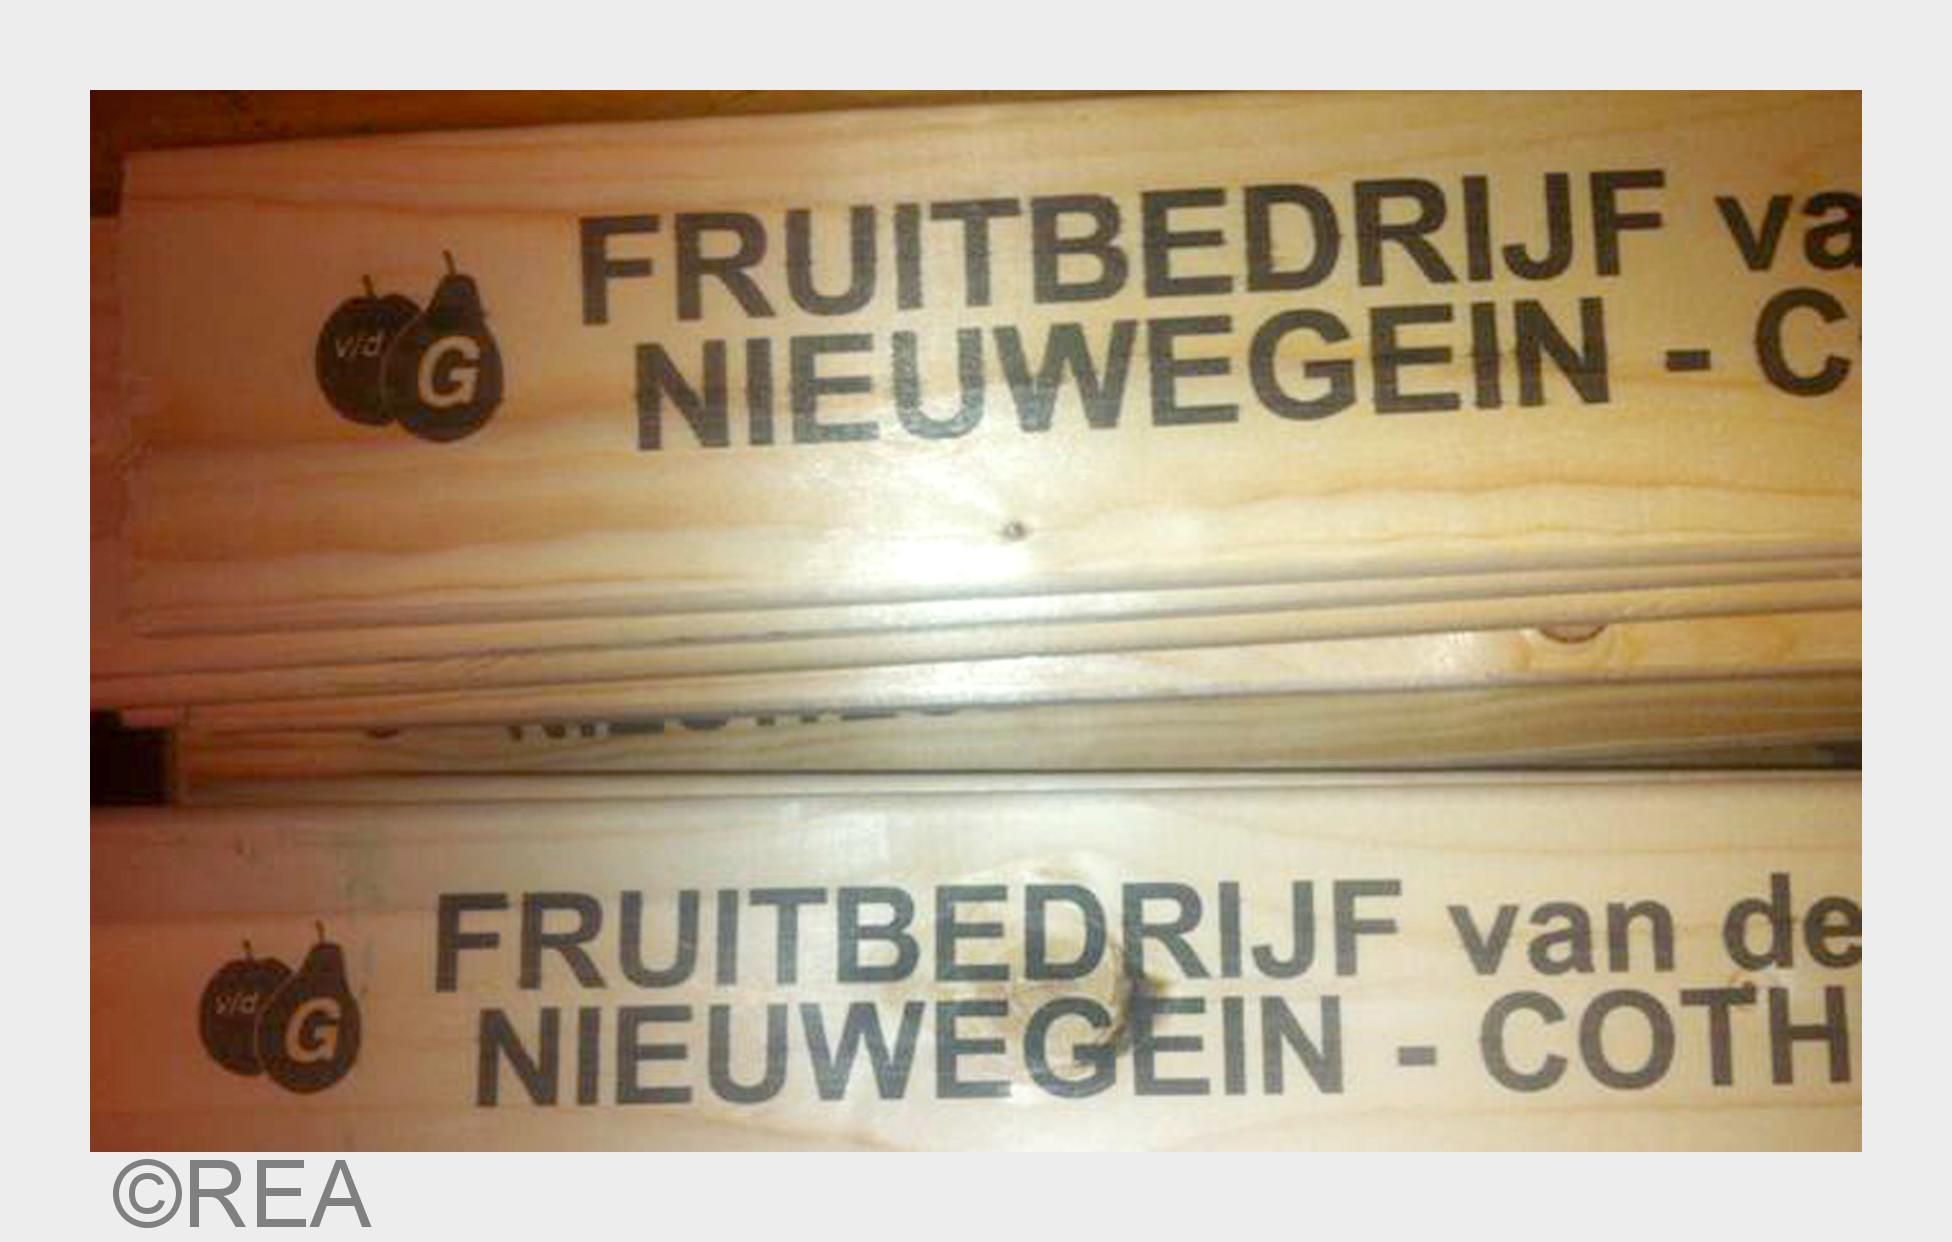 FRUITBEDRIJF va
NIEUWEGEIN - C
v/d
G
FRUITBEDRIJF van de
NIEUWEGEIN - COTH
v/d
G
©REA